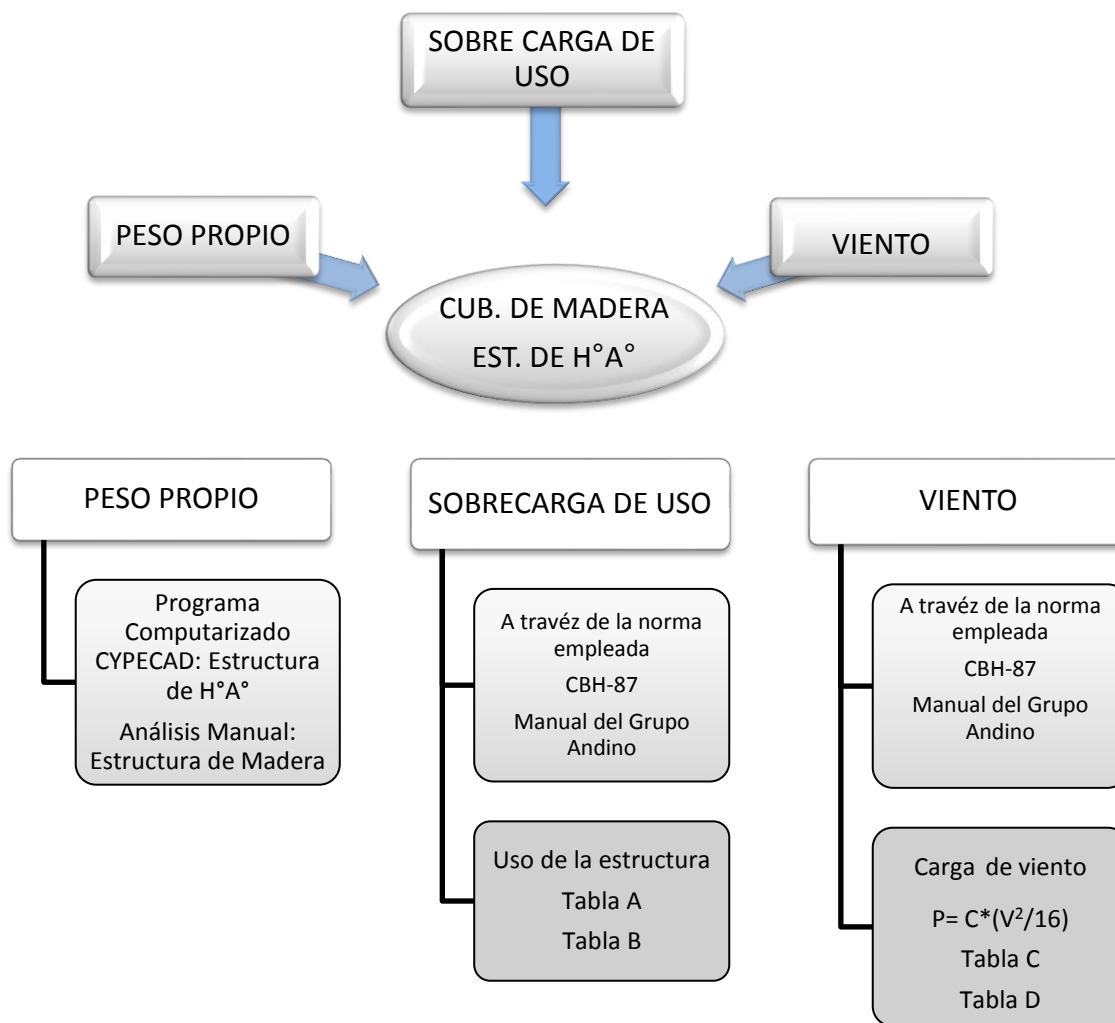 SOBRE CARGA DE
USO
PESO PROPIO
VIENTO
CUB. DE MADERA
EST. DE H°A°
PESO PROPIO
Programa
Computarizado
CYPECAD: Estructura
de H°A°
Análisis Manual:
Estructura de Madera
SOBRECARGA DE USO
A travéz de la norma
empleada
CBH-87
Manual del Grupo
Andino
Uso de la estructura
Tabla A
Tabla B
VIENTO
A travéz de la norma
empleada
CBH-87
Manual del Grupo
Andino
Carga de viento
P= C*(V²/16)
Tabla C
Tabla D